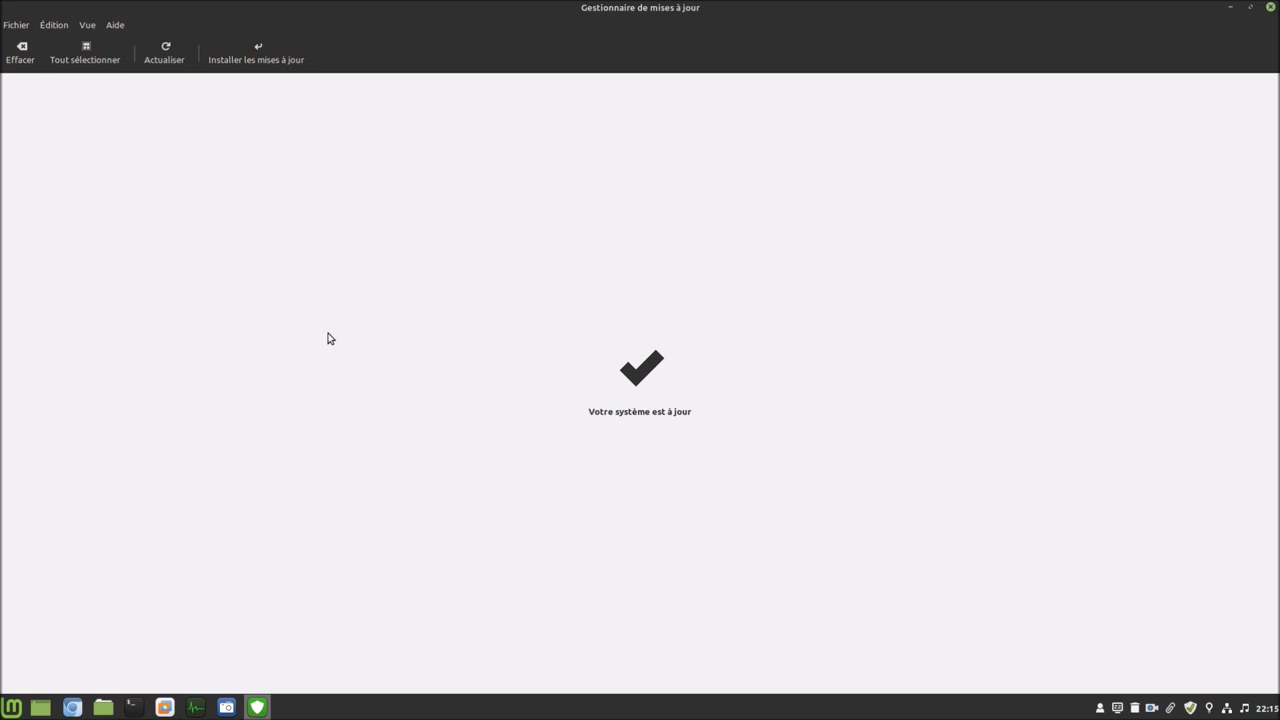 Gestionnaire de mises à jour
Fichier Édition Vue Aide
Effacer Tout sélectionner Actualiser Installer les mises à jour
Votre système est à jour
22:15